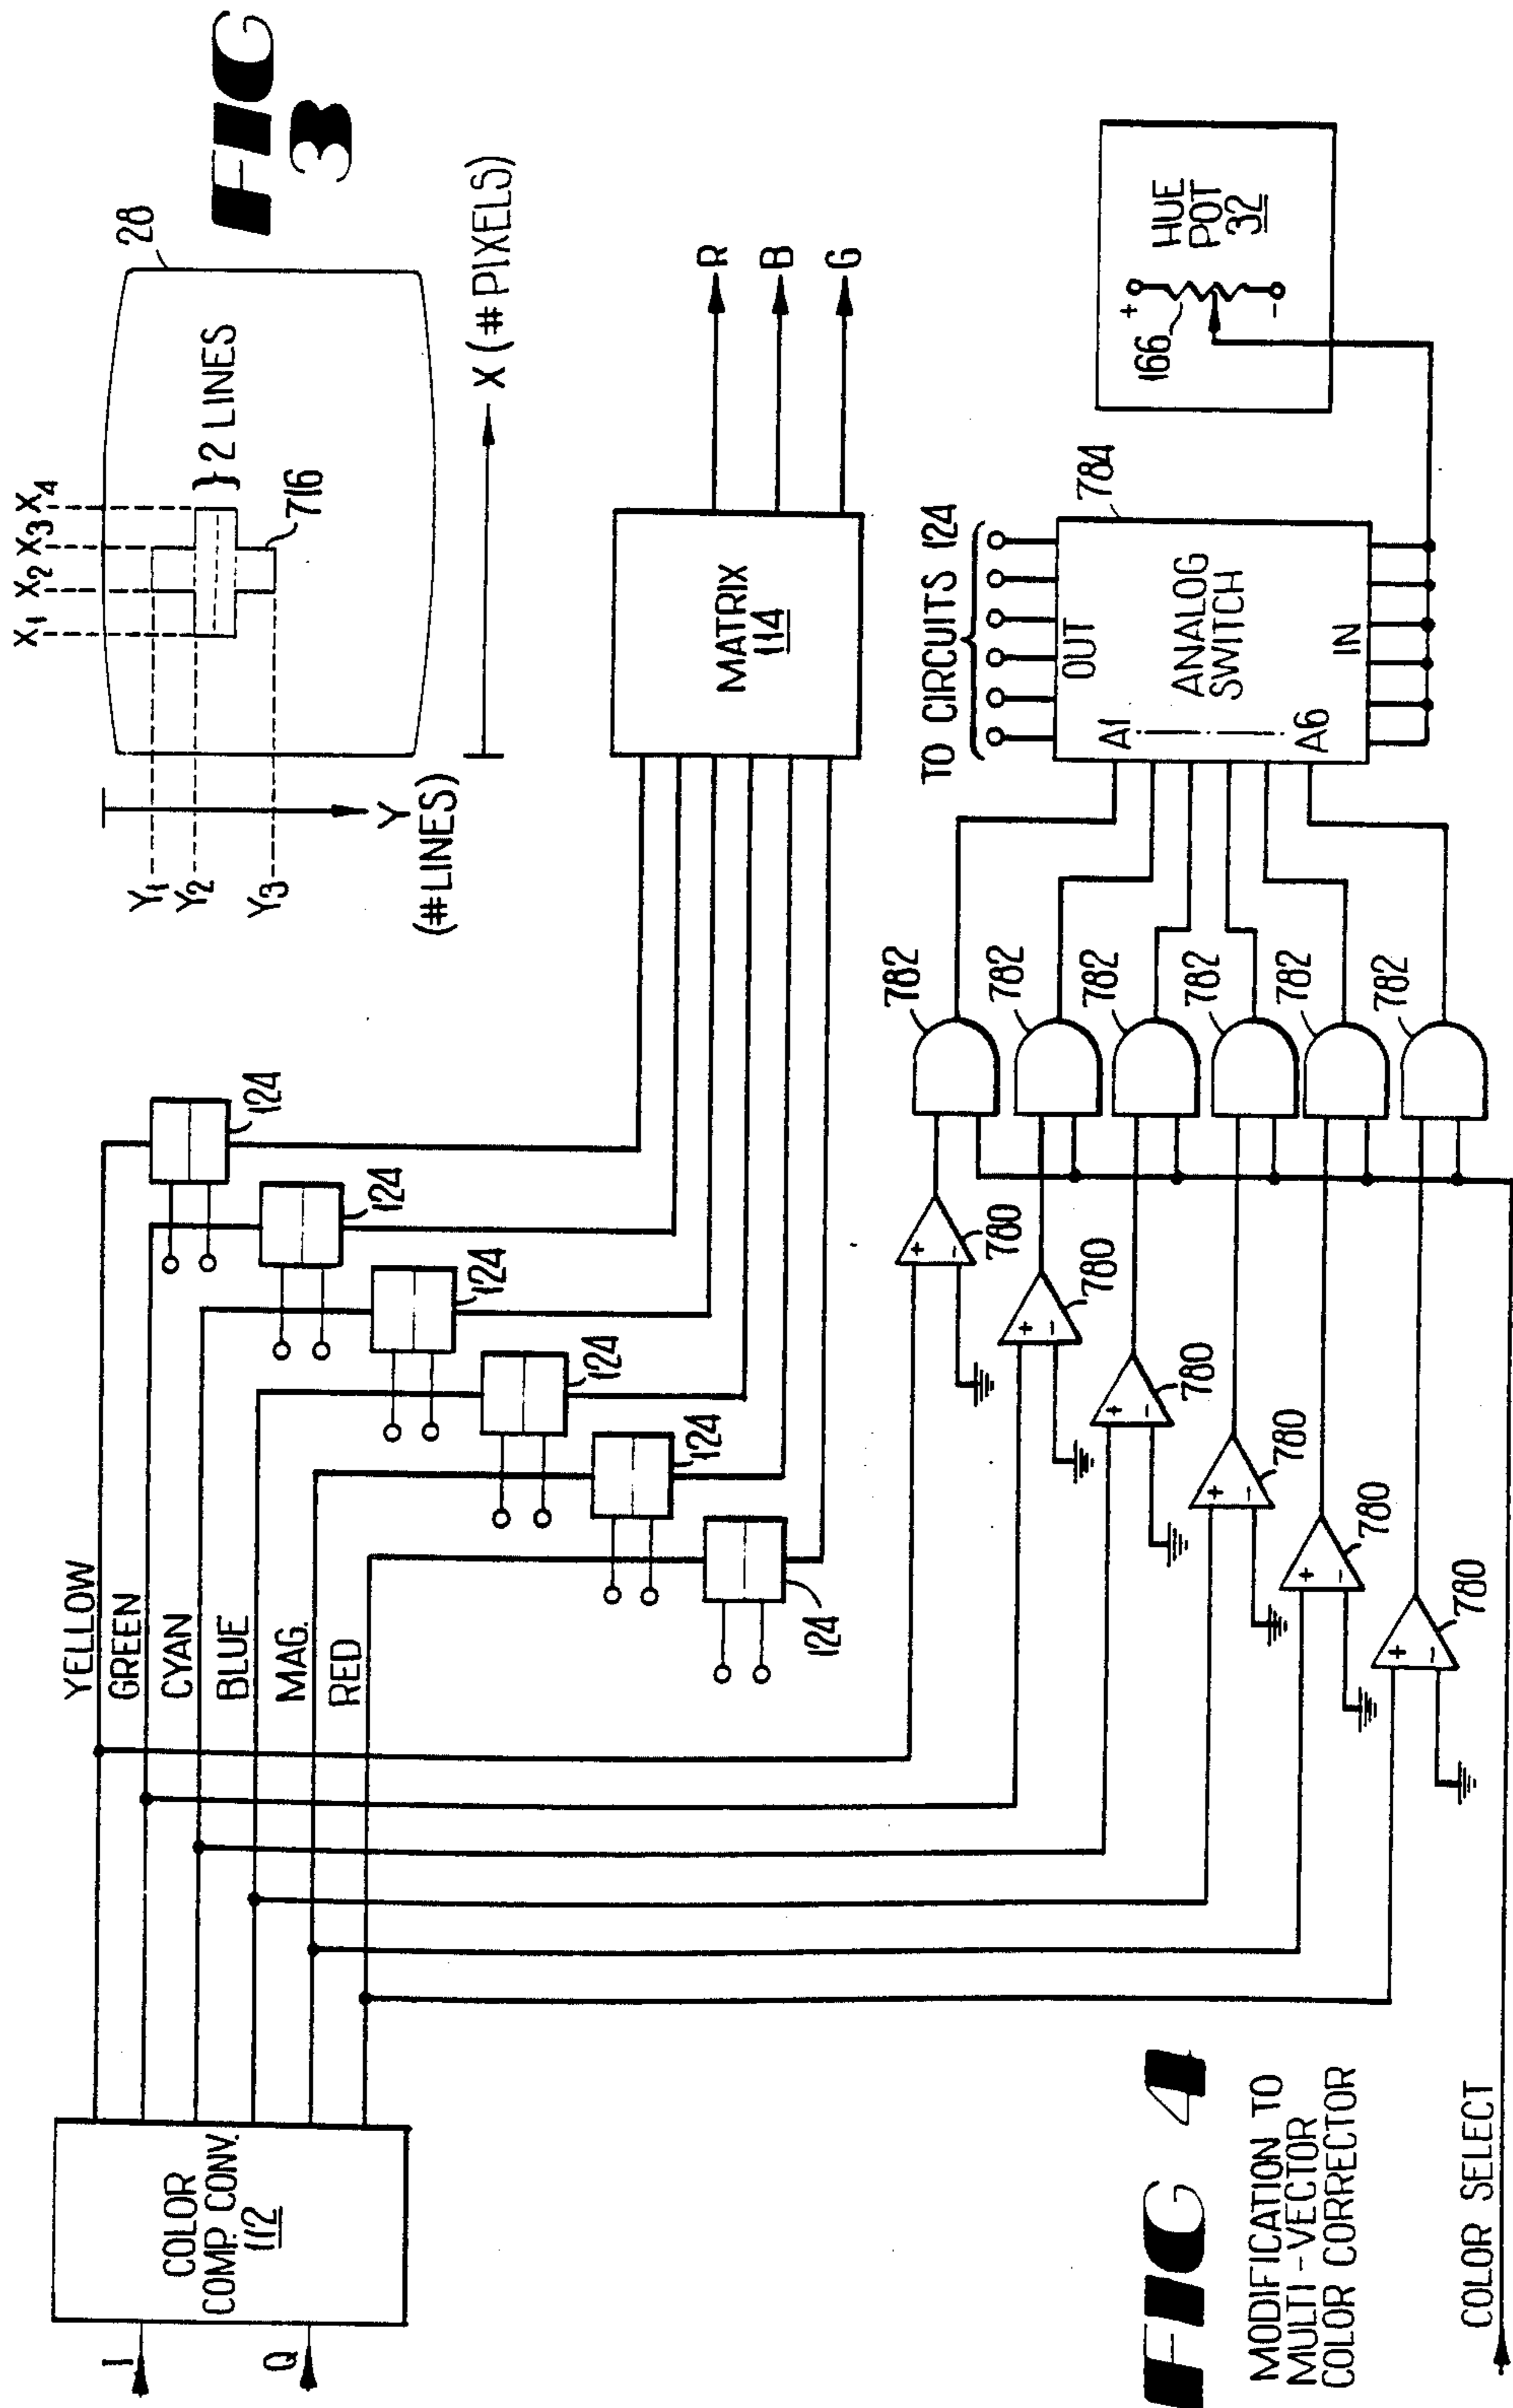 FIG
3
28
X1 X2 X3 X4
} 2 LINES
716
Y1
Y2
Y3
Y
(#LINES)
X (#PIXELS)
I
Q
COLOR
COMP. CONV.
112
YELLOW
GREEN
CYAN
BLUE
MAG.
RED
124
124
124
124
124
124
MATRIX
114
R
B
G
+
-
780
+
-
780
+
-
780
+
-
780
+
-
780
+
-
780
782
782
782
782
782
782
TO CIRCUITS 124
784
OUT
A1
A6
ANALOG
SWITCH
IN
HUE
POT
32
166
+
-
FIG 4
MODIFICATION TO
MULTI-VECTOR
COLOR CORRECTOR
COLOR SELECT